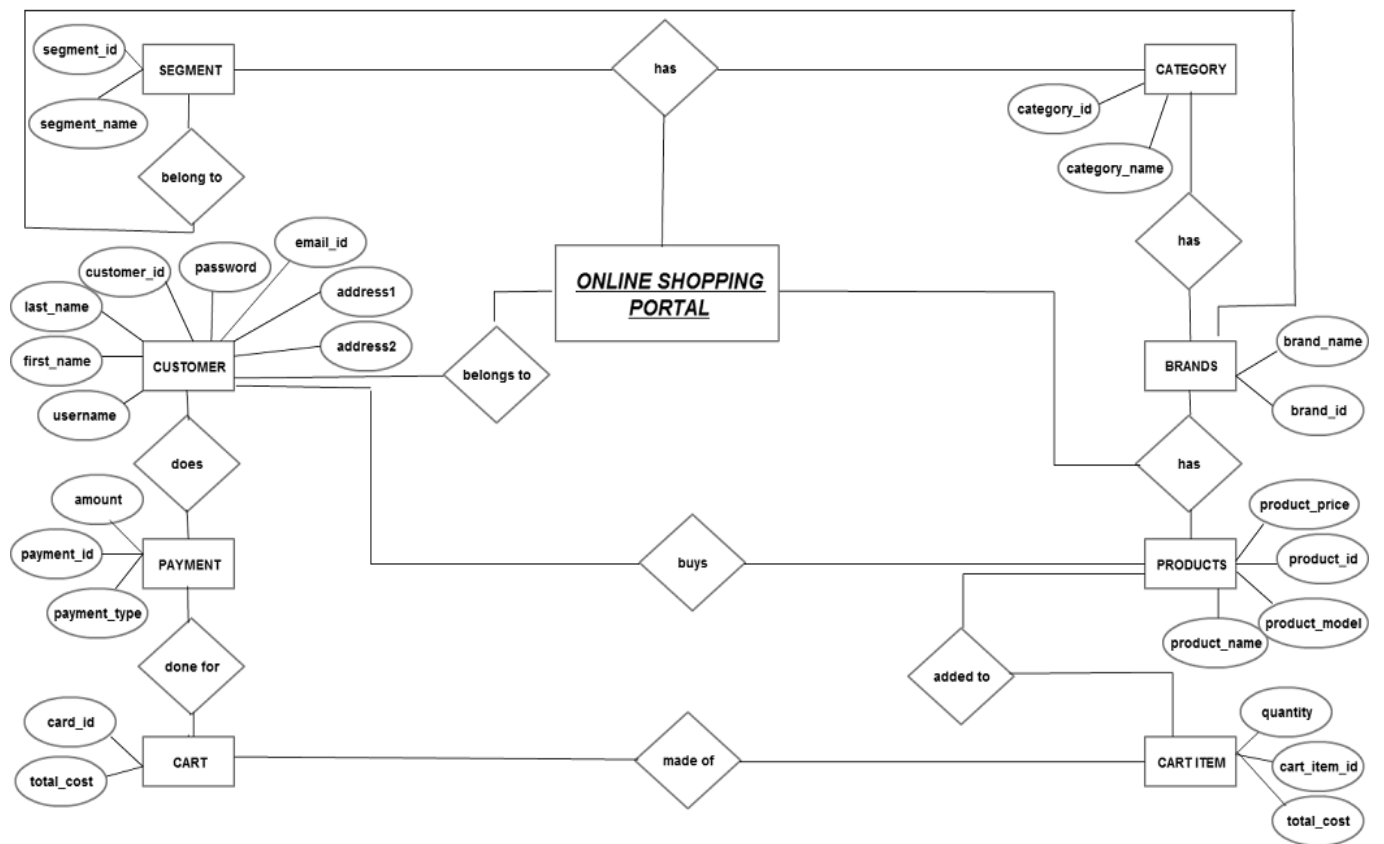 segment_id
SEGMENT
has
CATEGORY
category_id
segment_name
category_name
belong to
email_id
has
password
customer_id
ONLINE SHOPPING
PORTAL
address1
last_name
brand_name
address2
first_name
CUSTOMER
belongs to
BRANDS
username
brand_id
does
has
amount
product_price
payment_id
PAYMENT
buys
PRODUCTS
product_id
payment_type
product_model
product_name
done for
added to
card_id
quantity
CART
made of
CART ITEM
cart_item_id
total_cost
total_cost